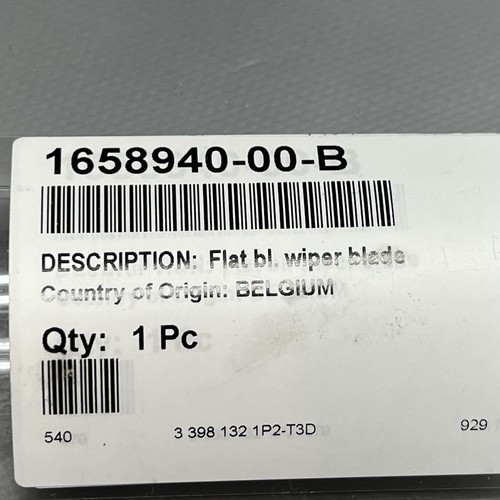 1658940-00-B
DESCRIPTION: Flat bl. wiper blade
Country of Origin: BELGIUM
Qty: 1 Pc
540 3 398 132 1P2-T3D 929